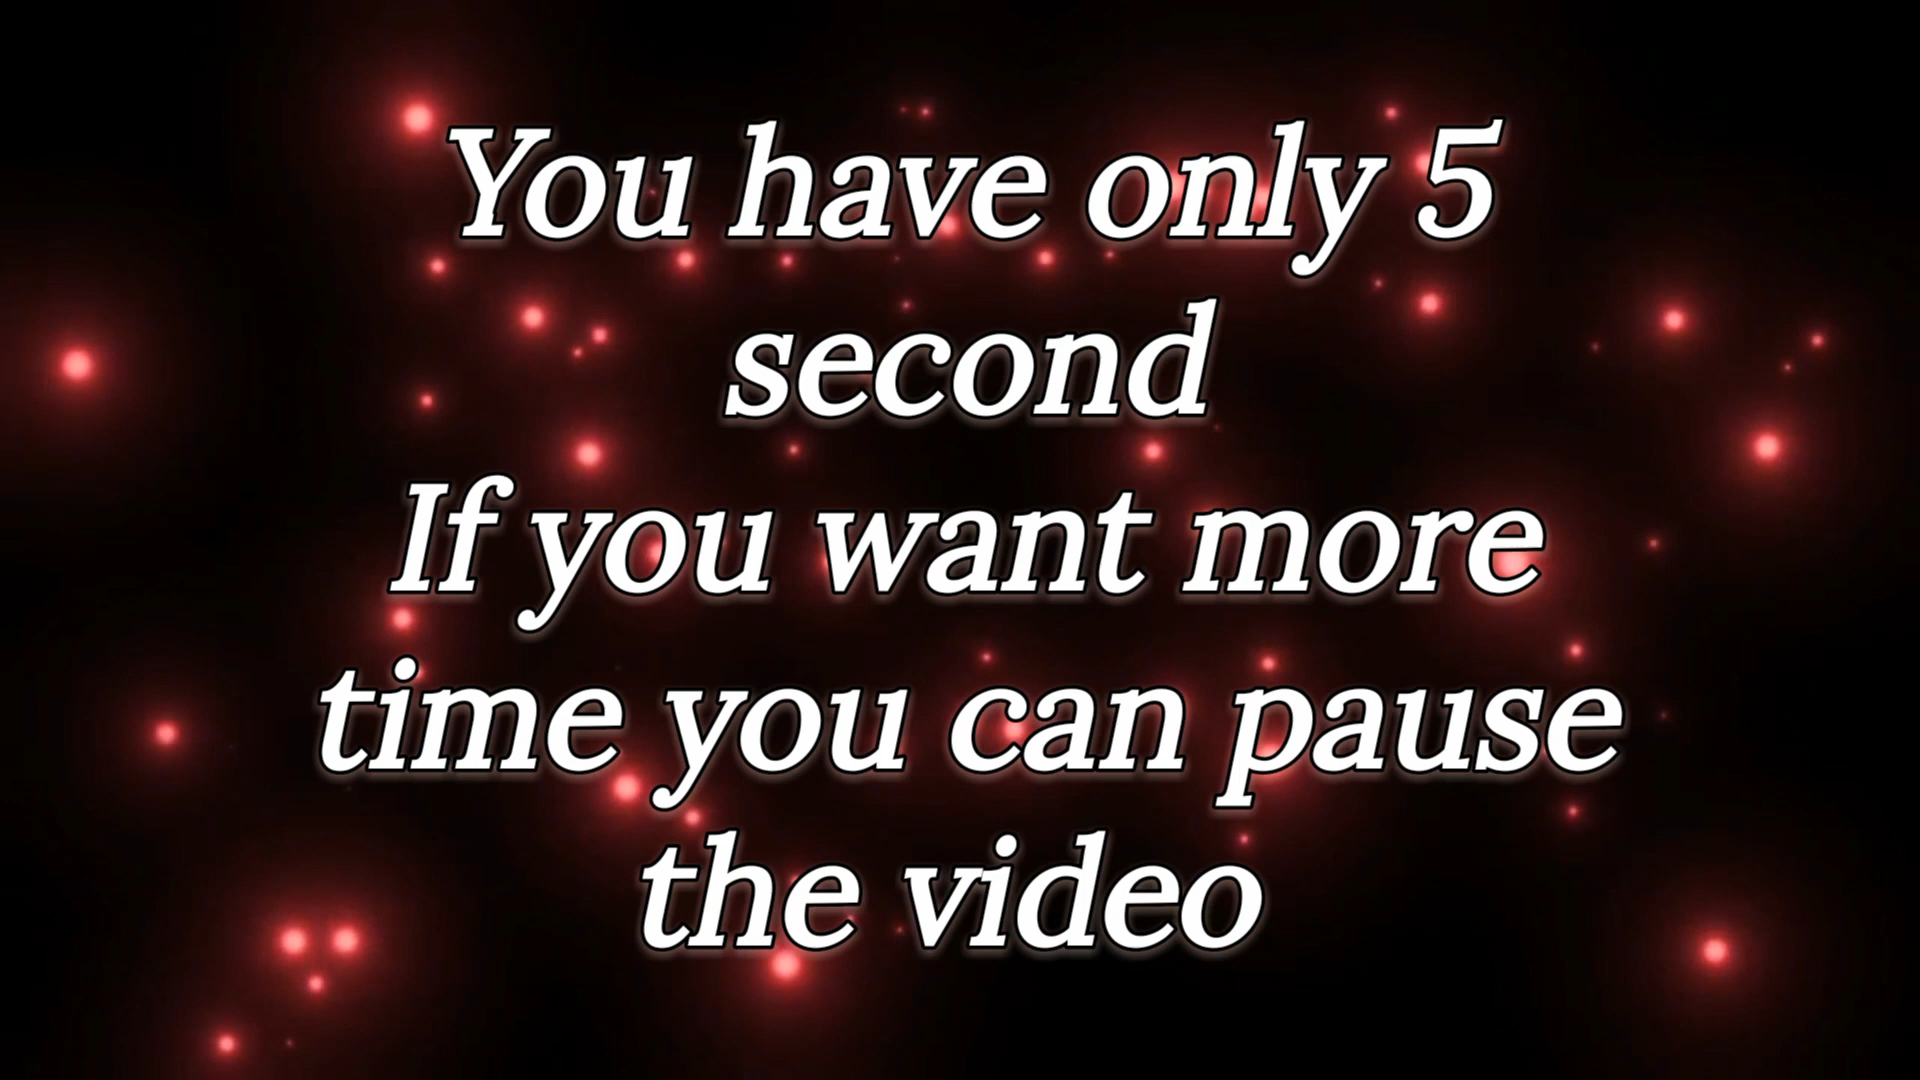 You have only 5
second
If you want more
time you can pause
the video